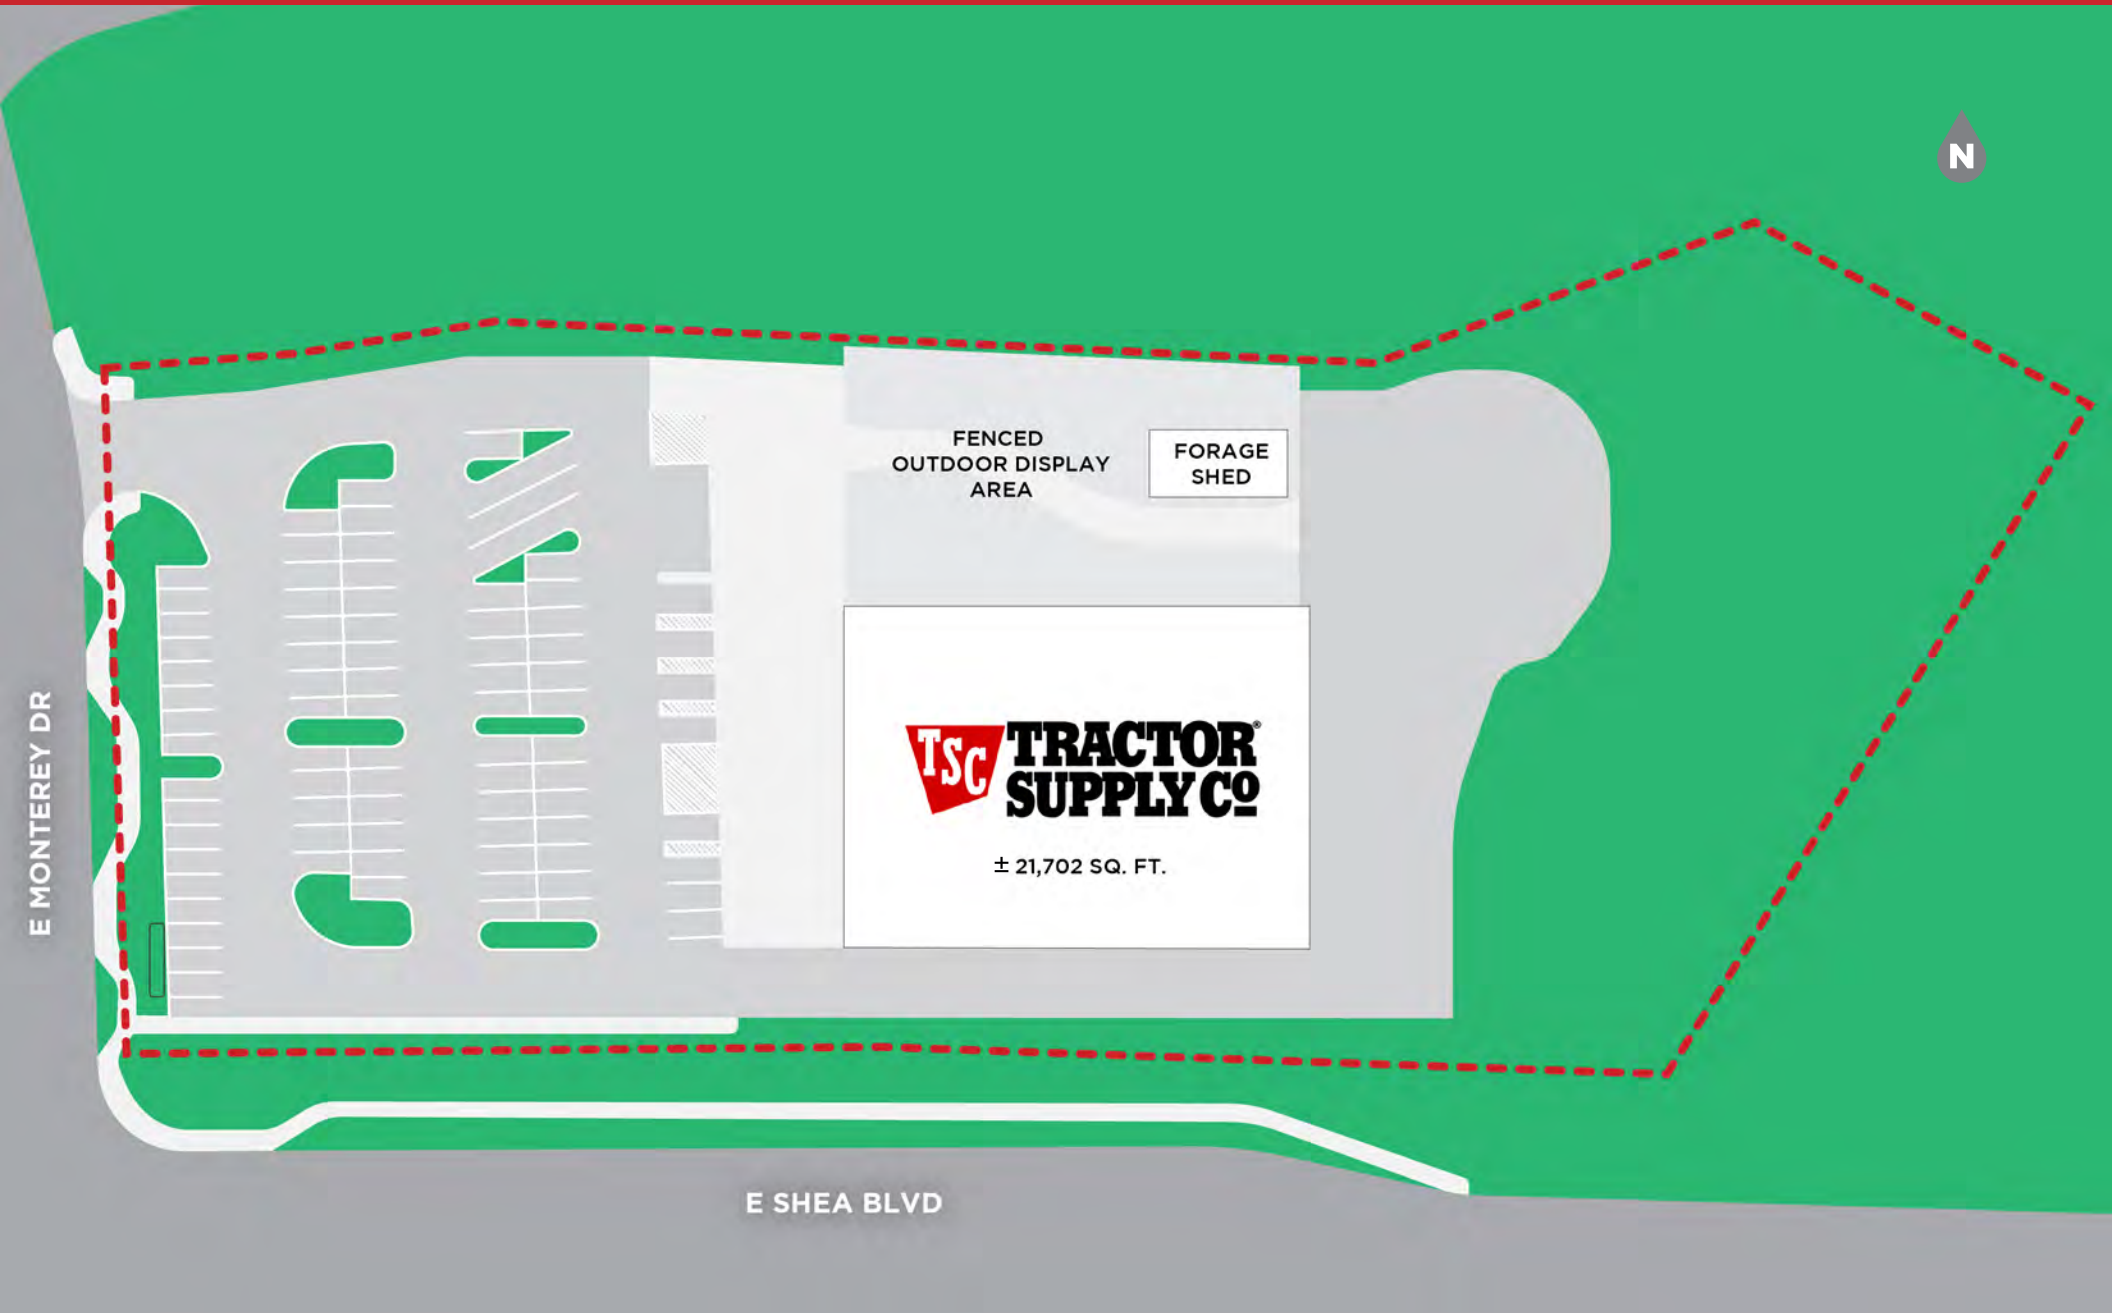 N
FENCED
OUTDOOR DISPLAY
AREA
FORAGE
SHED
TSC
TRACTOR
SUPPLY CO
®
± 21,702 SQ. FT.
E MONTEREY DR
E SHEA BLVD